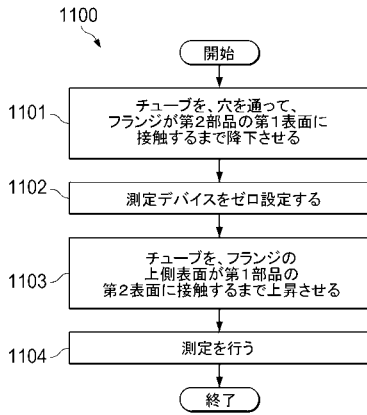 1100
開始
1101
チューブを、穴を通って、
フランジが第2部品の第1表面に
接触するまで降下させる
1102
測定デバイスをゼロ設定する
1103
チューブを、フランジの
上側表面が第1部品の
第2表面に接触するまで上昇させる
1104
測定を行う
終了